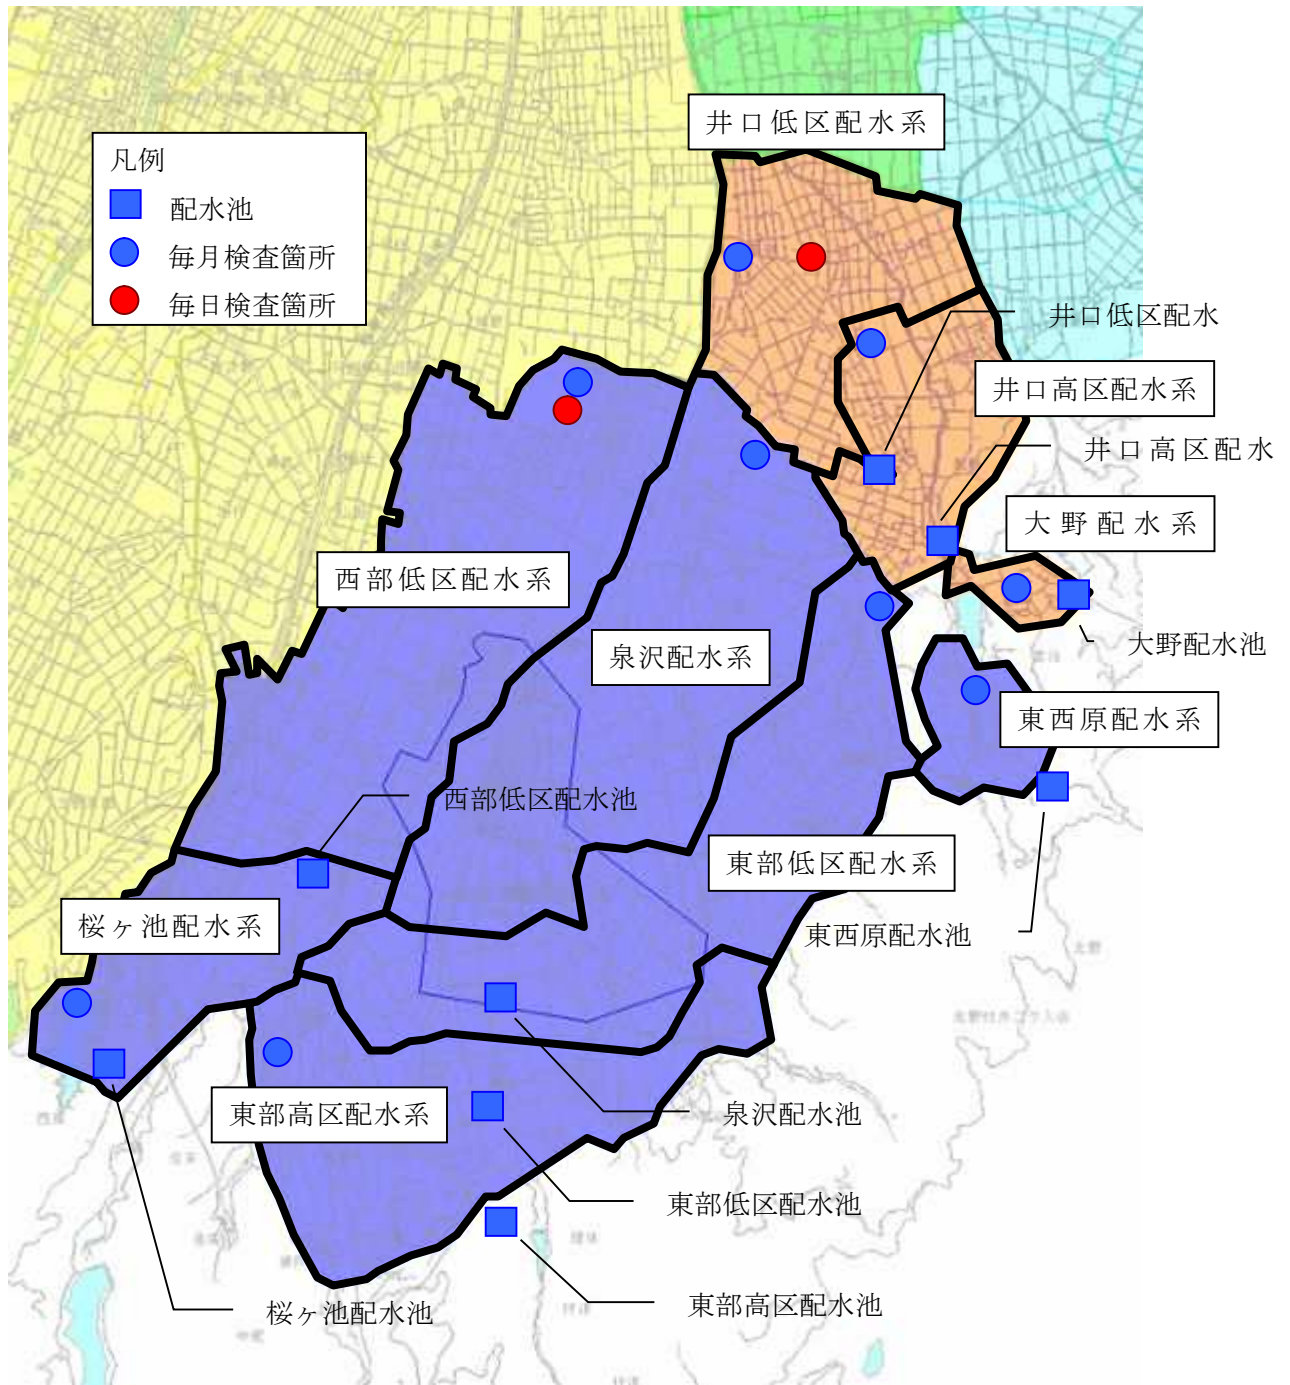 井口低区配水系
凡例
配水池
毎月検査箇所
毎日検査箇所
井口低区配水
井口高区配水系
井口高区配水
大野配水系
西部低区配水系
泉沢配水系
大野配水池
東西原配水系
西部低区配水池
東部低区配水系
桜ヶ池配水系
東西原配水池
東部高区配水系
泉沢配水池
東部低区配水池
東部高区配水池
桜ヶ池配水池